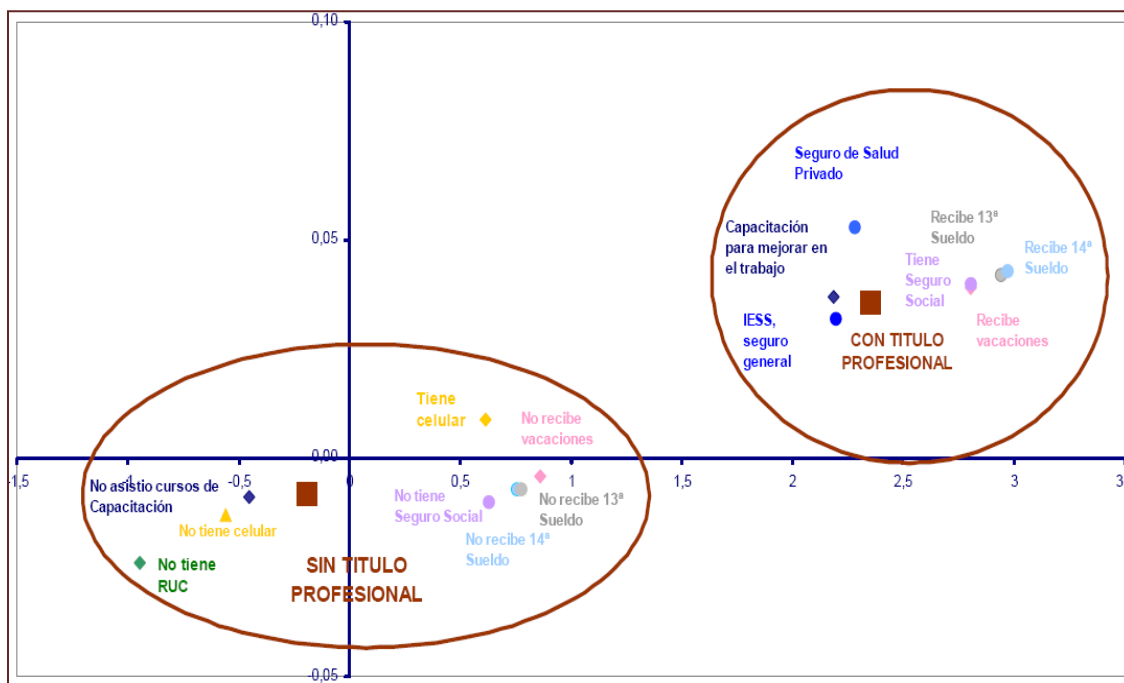 0,10
Seguro de Salud
Privado
Recibe 13ª
Sueldo
Capacitación
para mejorar en
el trabajo
Recibe 14ª
Sueldo
0,05
Tiene
Seguro
Social
IESS,
seguro
general
CON TITULO
PROFESIONAL
Recibe
vacaciones
Tiene
celular
No recibe
vacaciones
0,00
-1,5
-1
-0,5
0
0,5
1
1,5
2
2,5
3
3,
No asistio cursos de
Capacitación
No tiene celular
No tiene
RUC
No tiene
Seguro Social
No recibe 13ª
Sueldo
No recibe 14ª
Sueldo
SIN TITULO
PROFESIONAL
-0,05